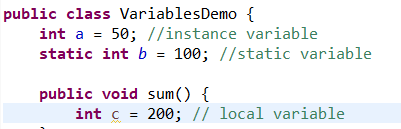 public class VariablesDemo {
int a = 50; //instance variable
static int b = 100; //static variable
public void sum() {
int c = 200; // local variable